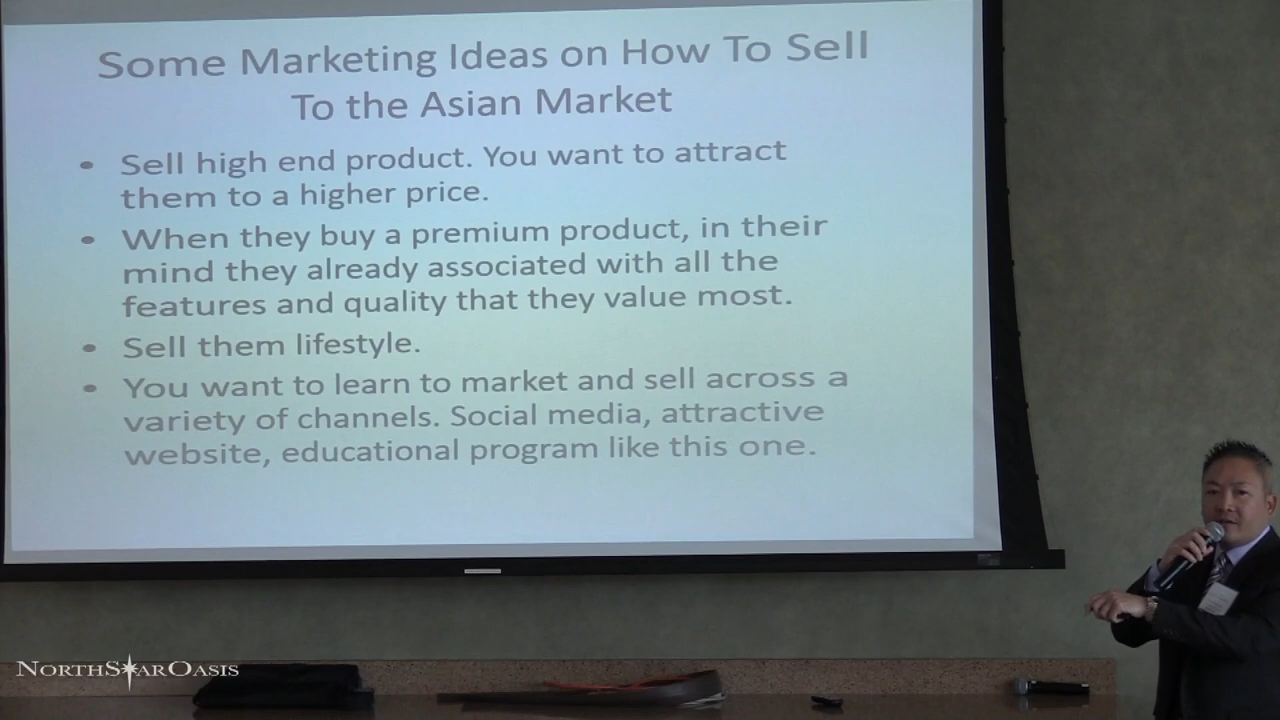 Some Marketing Ideas on How To Sell
To the Asian Market
• Sell high end product. You want to attract
them to a higher price.
• When they buy a premium product, in their
mind they already associated with all the
features and quality that they value most.
• Sell them lifestyle.
• You want to learn to market and sell across a
variety of channels. Social media, attractive
website, educational program like this one.
NORTHSTAROASIS